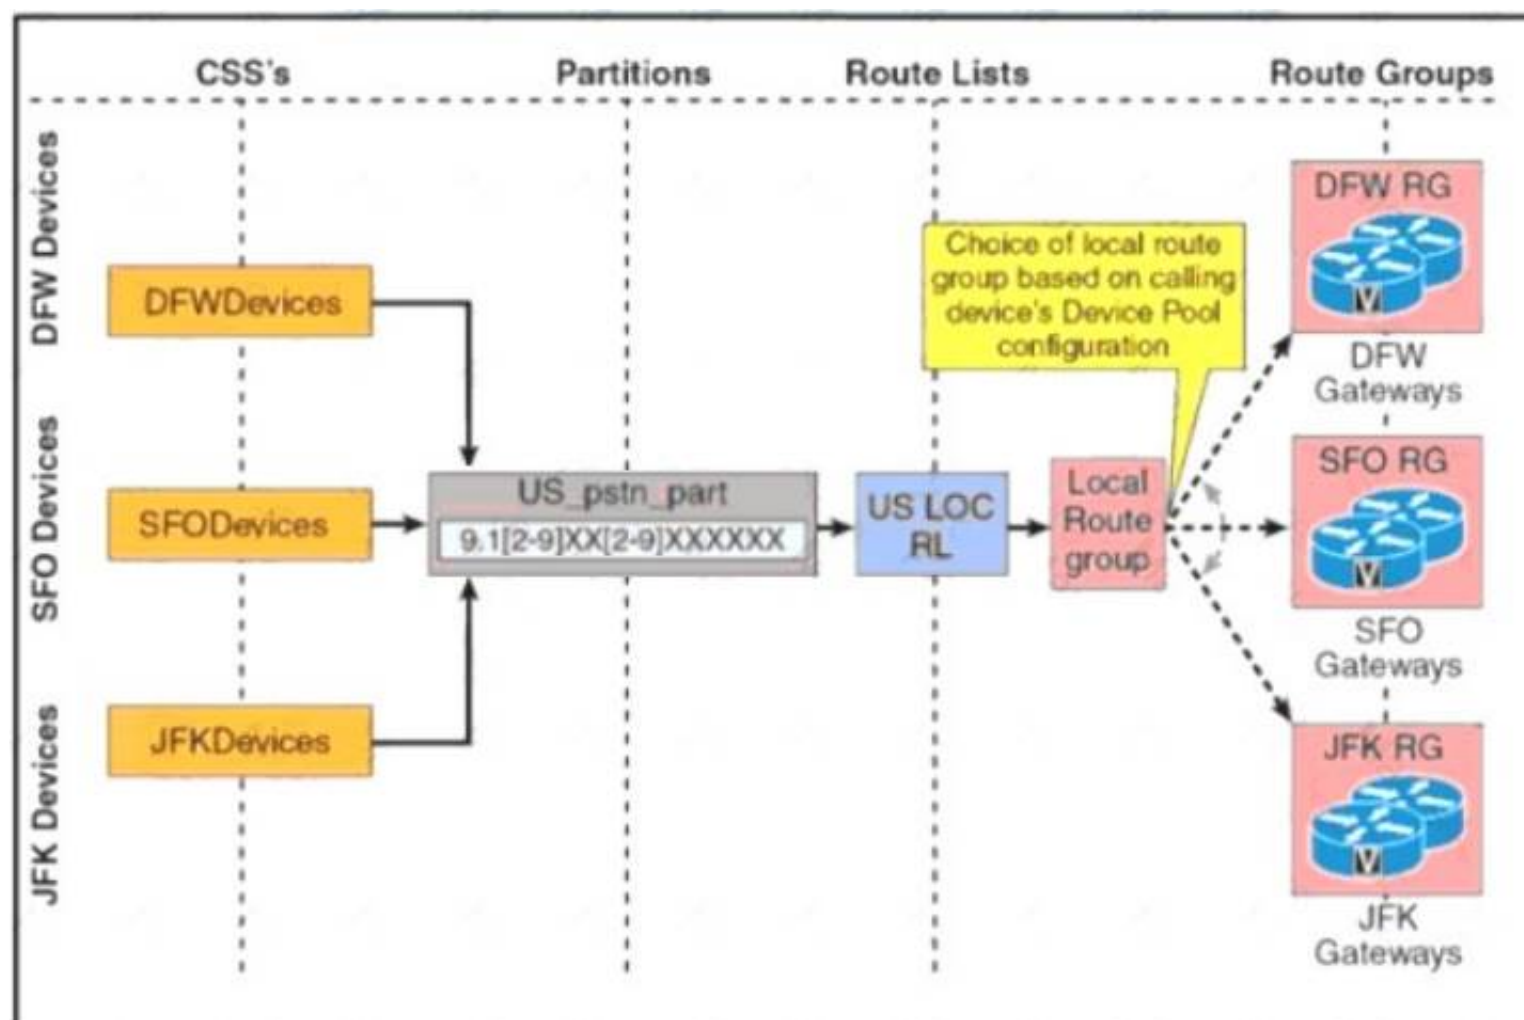 CSS's
Partitions
Route Lists
Route Groups
DFW Devices
SFO Devices
JFK Devices
DFWDevices
SFODevices
JFKDevices
US_pstn_part
9.1[2-9]XX[2-9]XXXXXX
US LOC
RL
Local
Route
group
Choice of local route
group based on calling
device's Device Pool
configuration
DFW RG
V
DFW
Gateways
SFO RG
V
SFO
Gateways
JFK RG
V
JFK
Gateways